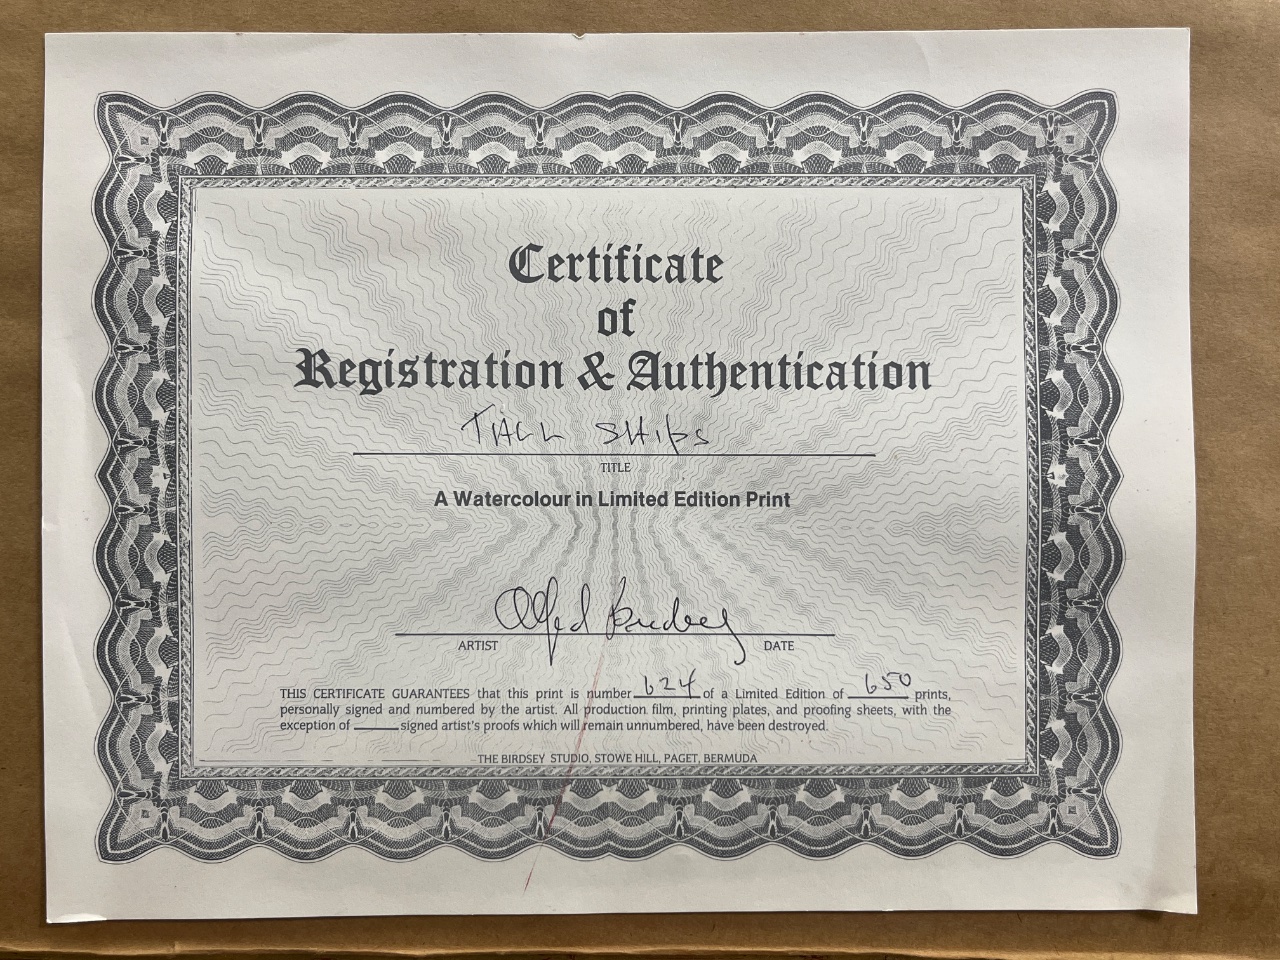 Certificate
of
Registration & Authentication
TALL SHIPS
TITLE
A Watercolour in Limited Edition Print
Alfred Birdsey
ARTIST DATE
THIS CERTIFICATE GUARANTEES that this print is number 624 of a Limited Edition of 650 prints,
personally signed and numbered by the artist. All production film, printing plates, and proofing sheets, with the
exception of ______ signed artist's proofs which will remain unnumbered, have been destroyed.
THE BIRDSEY STUDIO, STOWE HILL, PAGET, BERMUDA